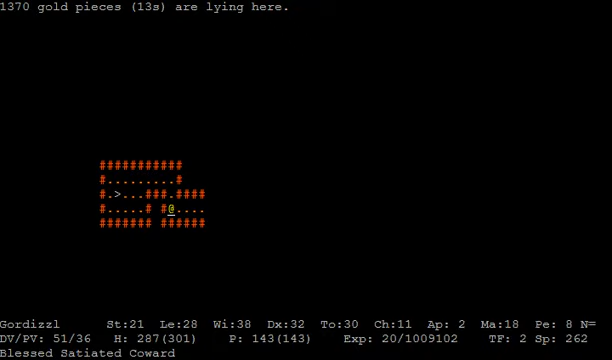 1370 gold pieces (13s) are lying here.
###########
#.........#
#.>...###.####
#.....# #@....
####### ######
Gordizzl St:21 Le:28 Wi:38 Dx:32 To:30 Ch:11 Ap: 2 Ma:18 Pe: 8 N=
DV/PV: 51/36 H: 287(301) P: 143(143) Exp: 20/1009102 TF: 2 Sp: 262
Blessed Satiated Coward